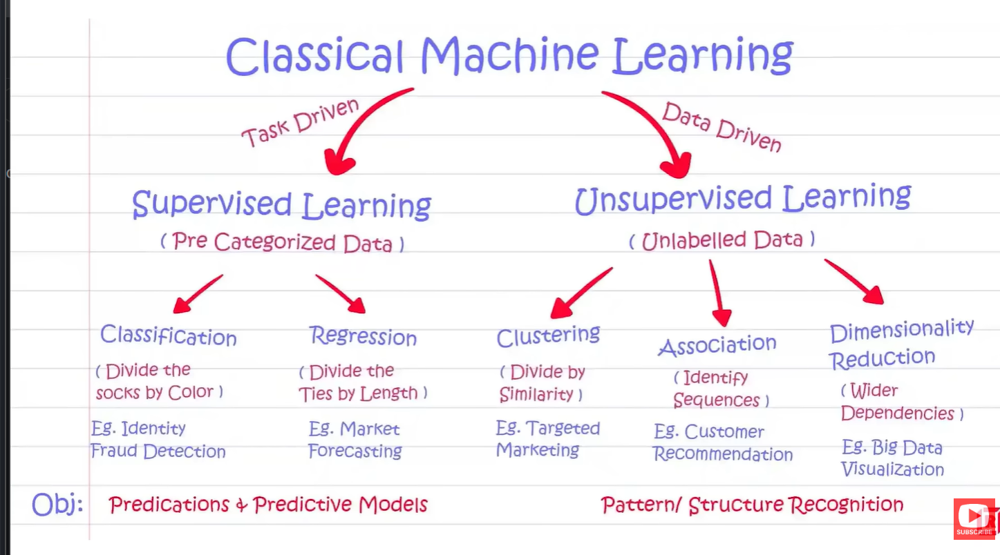 Classical Machine Learning
Task Driven
Data Driven
Supervised Learning
( Pre Categorized Data )
Unsupervised Learning
( Unlabelled Data )
Classification
( Divide the
socks by Color )
Eg. Identity
Fraud Detection
Regression
( Divide the
Ties by Length )
Eg. Market
Forecasting
Clustering
( Divide by
Similarity )
Eg. Targeted
Marketing
Association
( Identify
Sequences )
Eg. Customer
Recommendation
Dimensionality
Reduction
( Wider
Dependencies )
Eg. Big Data
Visualization
Obj: Predications & Predictive Models
Pattern/ Structure Recognition
SUBSCRIBE